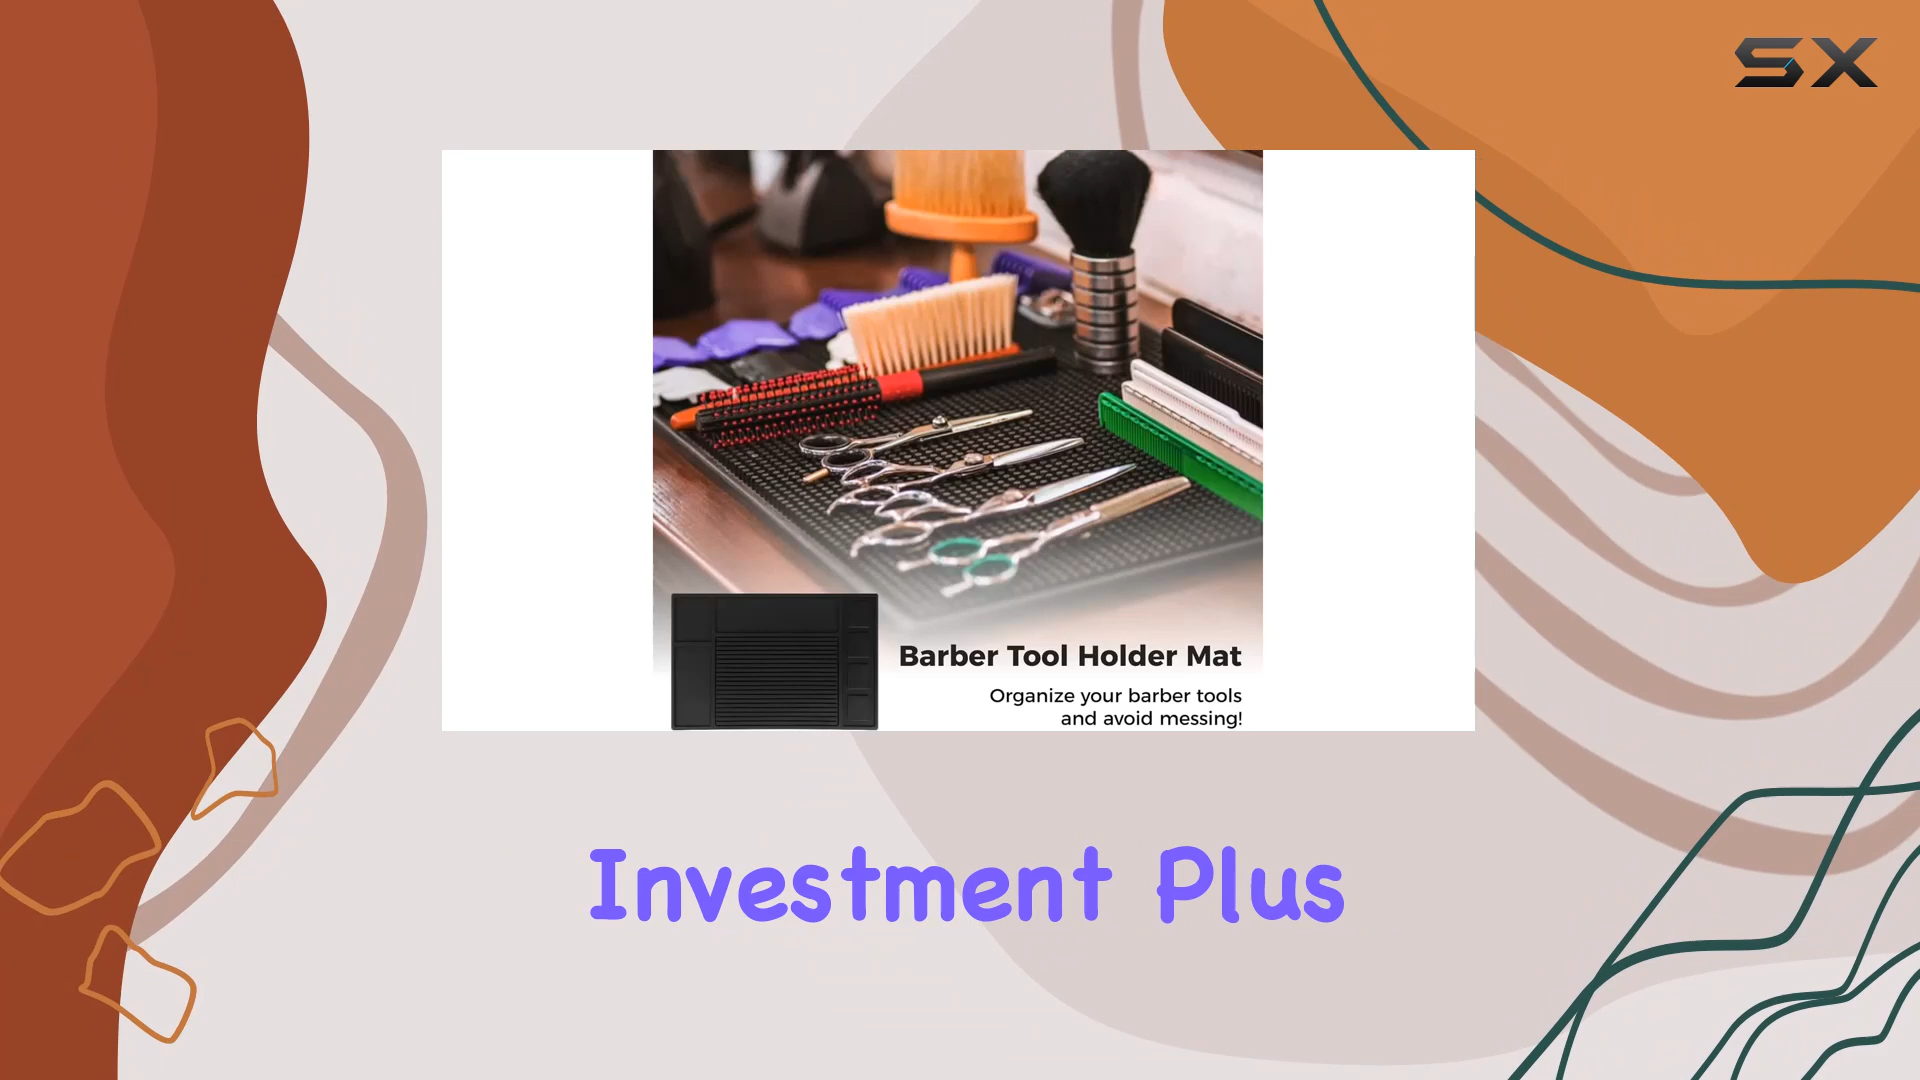 SX
Barber Tool Holder Mat
Organize your barber tools
and avoid messing!
Investment Plus